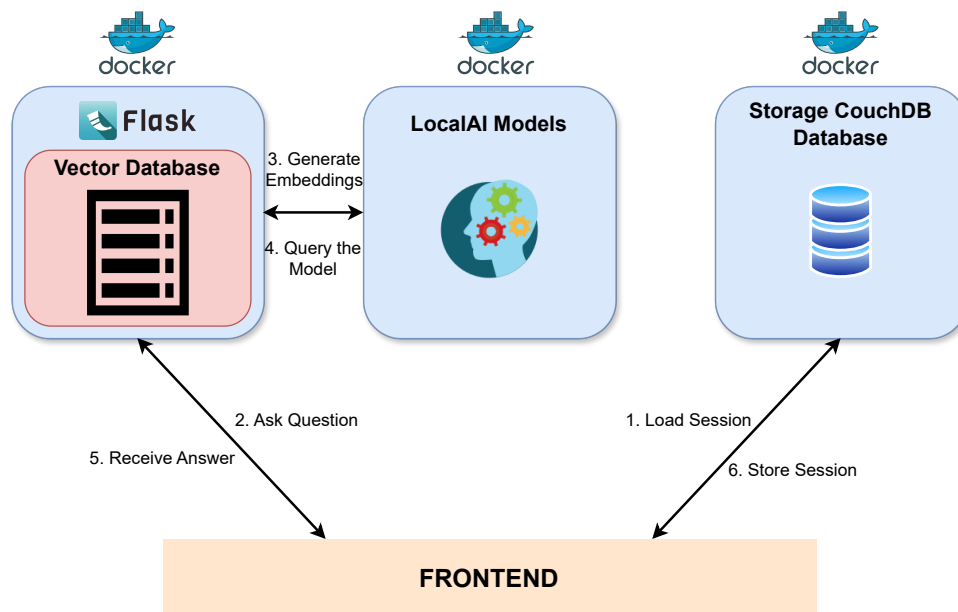 docker
docker
docker
Flask
Vector Database
3. Generate
Embeddings
4. Query the
Model
LocalAI Models
Storage CouchDB
Database
2. Ask Question
5. Receive Answer
1. Load Session
6. Store Session
FRONTEND